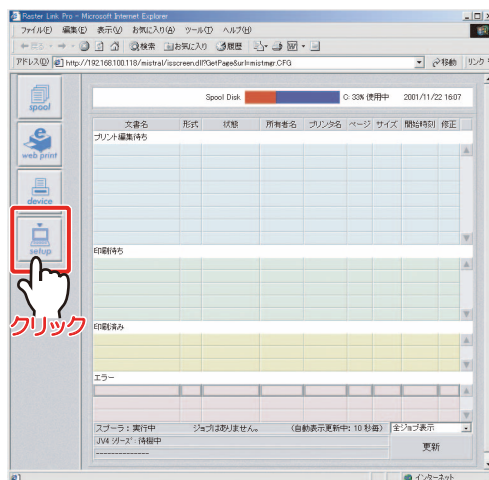 Raster Link Pro - Microsoft Internet Explorer
ファイル(F) 編集(E) 表示(V) お気に入り(A) ツール(T) ヘルプ(H)
戻る 検索 お気に入り 履歴
アドレス(D) http://192.168.100.118/mistral/isscreen.dll?GetPage&url=mistmgr.CFG 移動 リンク
spool
web print
device
setup
クリック
Spool Disk C: 33% 使用中 2001/11/22 16:07
文書名 形式 状態 所有者名 プリンタ名 ページ サイズ 開始時刻 修正
プリント編集待ち
印刷待ち
印刷済み
エラー
スプーラ : 実行中 ジョブはありません。 (自動表示更新中: 10 秒毎) 全ジョブ表示
JV4 シリーズ : 待機中
--------------
更新
インターネット